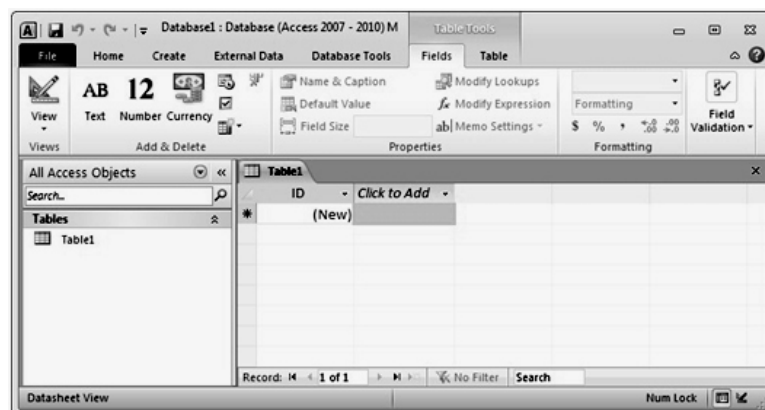 Database1 : Database (Access 2007 - 2010) M Table Tools
File Home Create External Data Database Tools Fields Table
AB 12 Name & Caption Modify Lookups
Default Value fx Modify Expression Formatting
View Text Number Currency Field Size ab Memo Settings $ % , Field Validation
Views Add & Delete Properties Formatting
All Access Objects Table1
Search... ID Click to Add
Tables (New)
Table1
Record: 1 of 1 No Filter Search
Datasheet View Num Lock